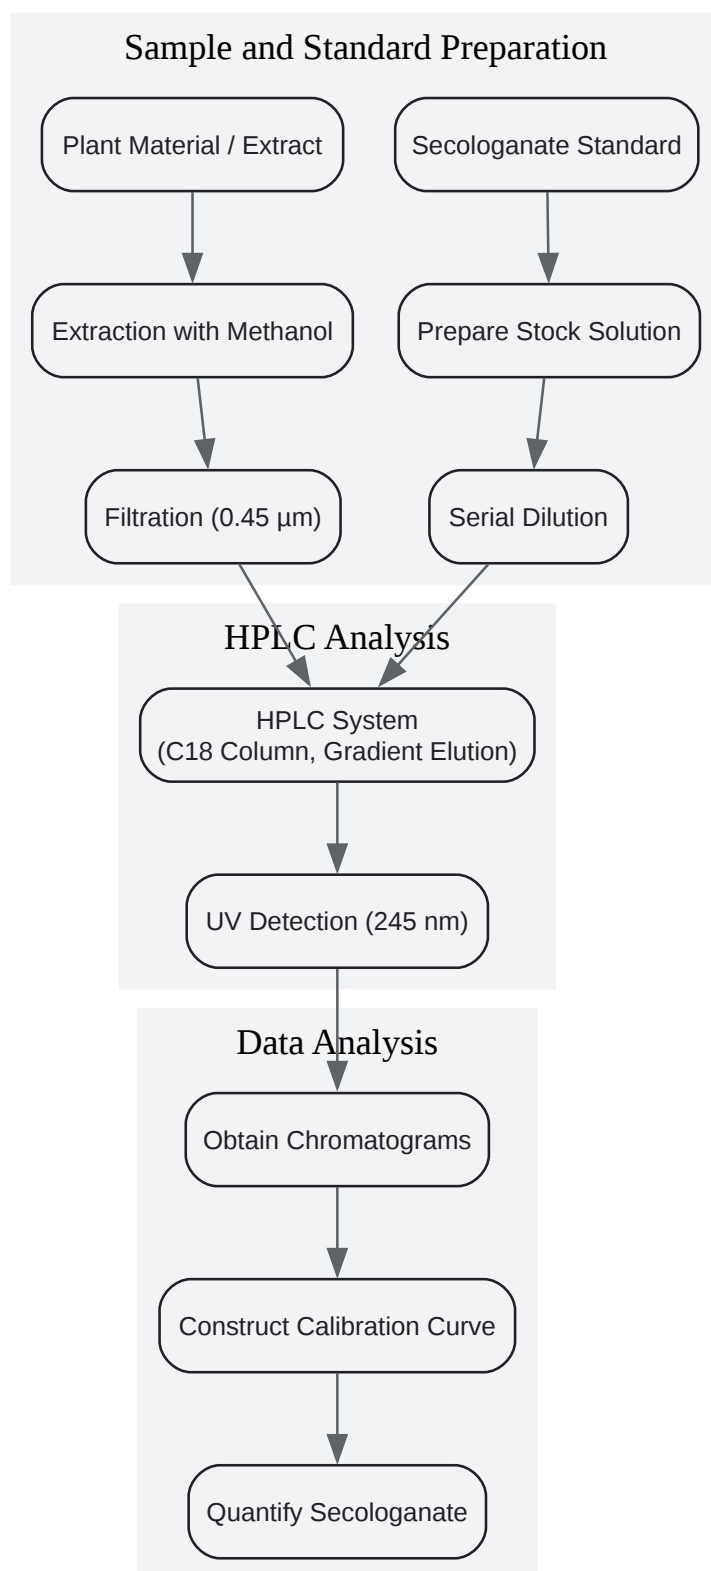 Sample and Standard Preparation
Plant Material / Extract
Secologanate Standard
Extraction with Methanol
Prepare Stock Solution
Filtration (0.45 µm)
Serial Dilution
HPLC Analysis
HPLC System
(C18 Column, Gradient Elution)
UV Detection (245 nm)
Data Analysis
Obtain Chromatograms
Construct Calibration Curve
Quantify Secologanate